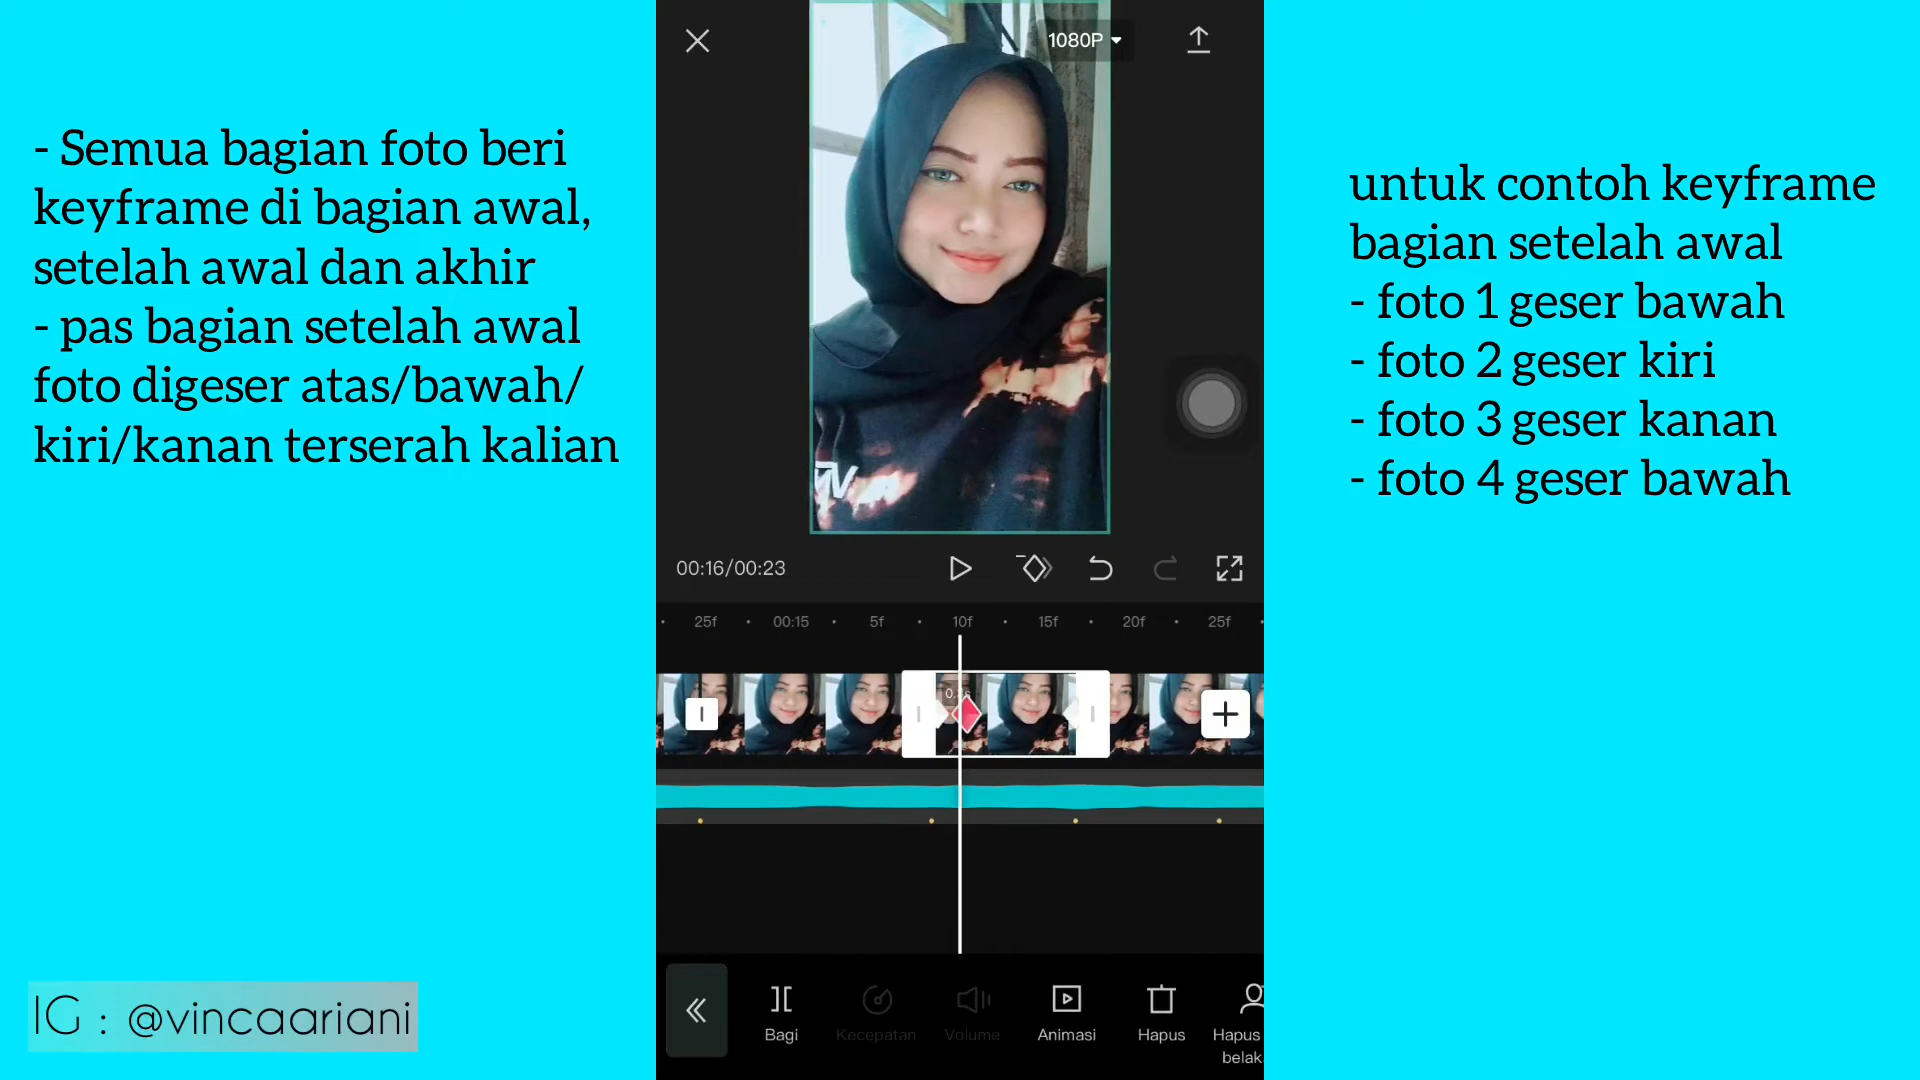 - Semua bagian foto beri
keyframe di bagian awal,
setelah awal dan akhir
- pas bagian setelah awal
foto digeser atas/bawah/
kiri/kanan terserah kalian
IG : @vincaariani
1080P
00:16/00:23
25f 00:15 5f 10f 15f 20f 25f
Bagi Kecepatan Volume Animasi Hapus Hapus
belak
untuk contoh keyframe
bagian setelah awal
- foto 1 geser bawah
- foto 2 geser kiri
- foto 3 geser kanan
- foto 4 geser bawah